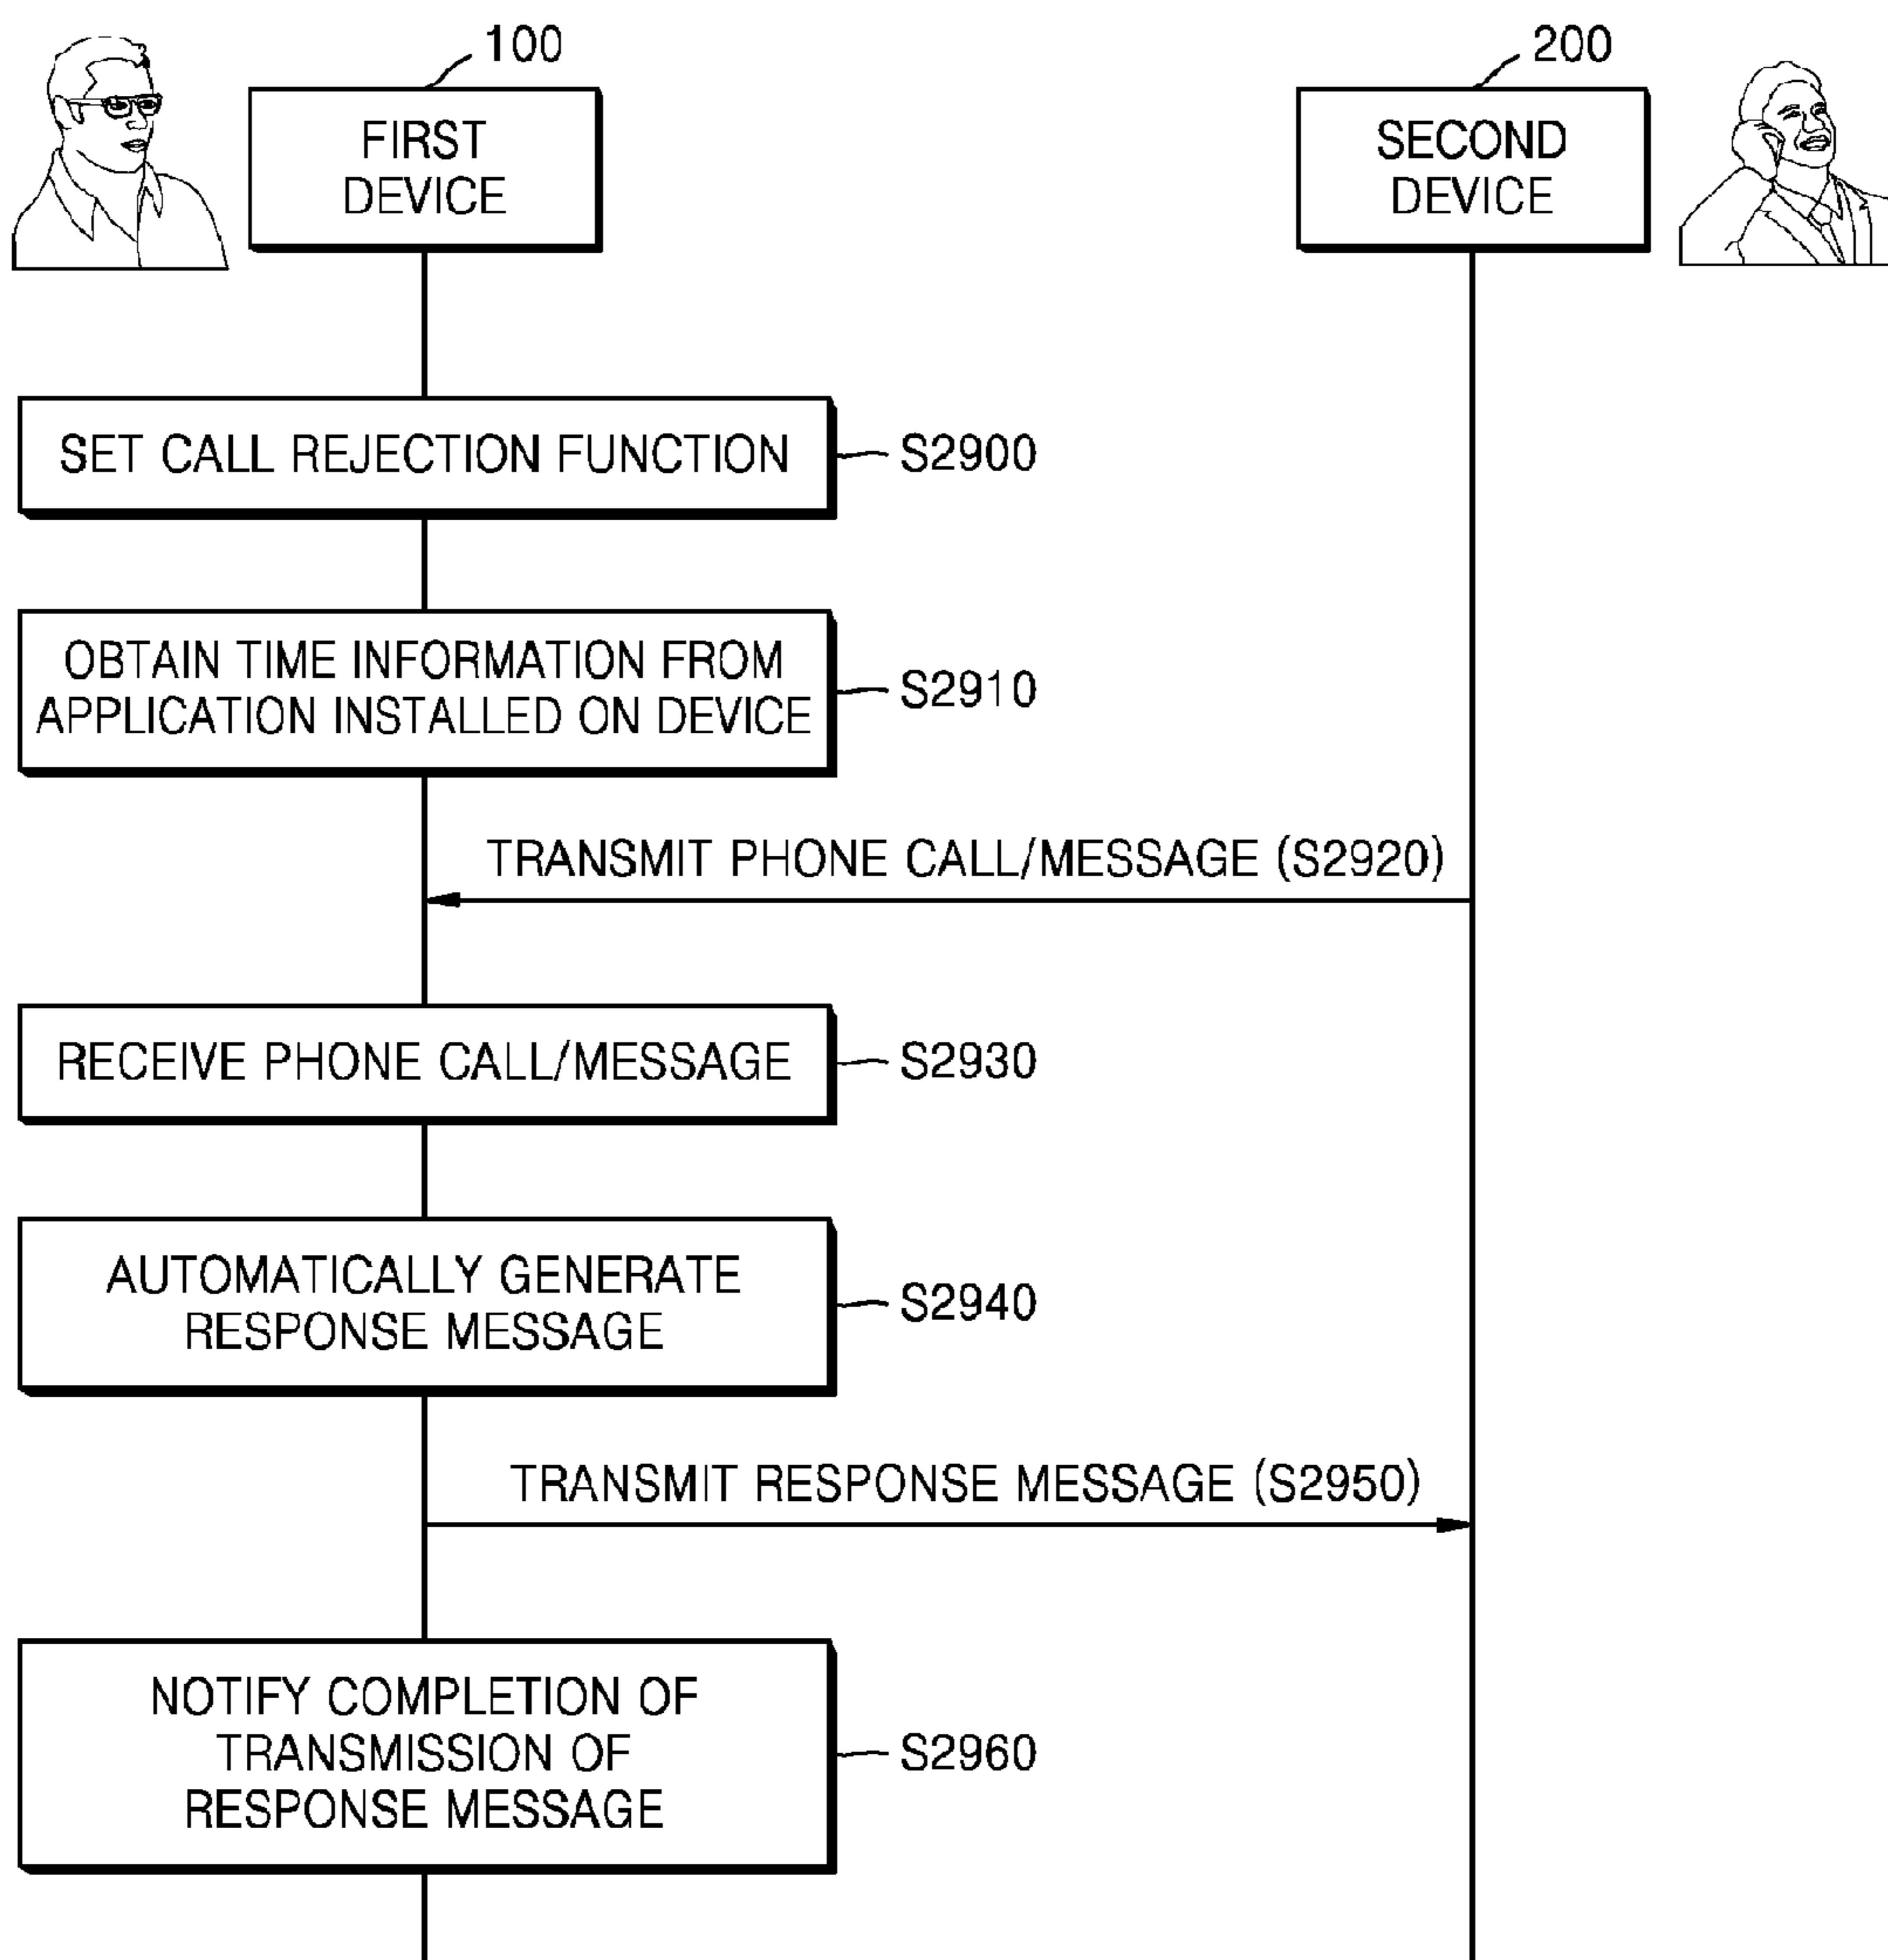 100
200
FIRST
DEVICE
SECOND
DEVICE
SET CALL REJECTION FUNCTION
S2900
OBTAIN TIME INFORMATION FROM
APPLICATION INSTALLED ON DEVICE
S2910
TRANSMIT PHONE CALL/MESSAGE (S2920)
RECEIVE PHONE CALL/MESSAGE
S2930
AUTOMATICALLY GENERATE
RESPONSE MESSAGE
S2940
TRANSMIT RESPONSE MESSAGE (S2950)
NOTIFY COMPLETION OF
TRANSMISSION OF
RESPONSE MESSAGE
S2960